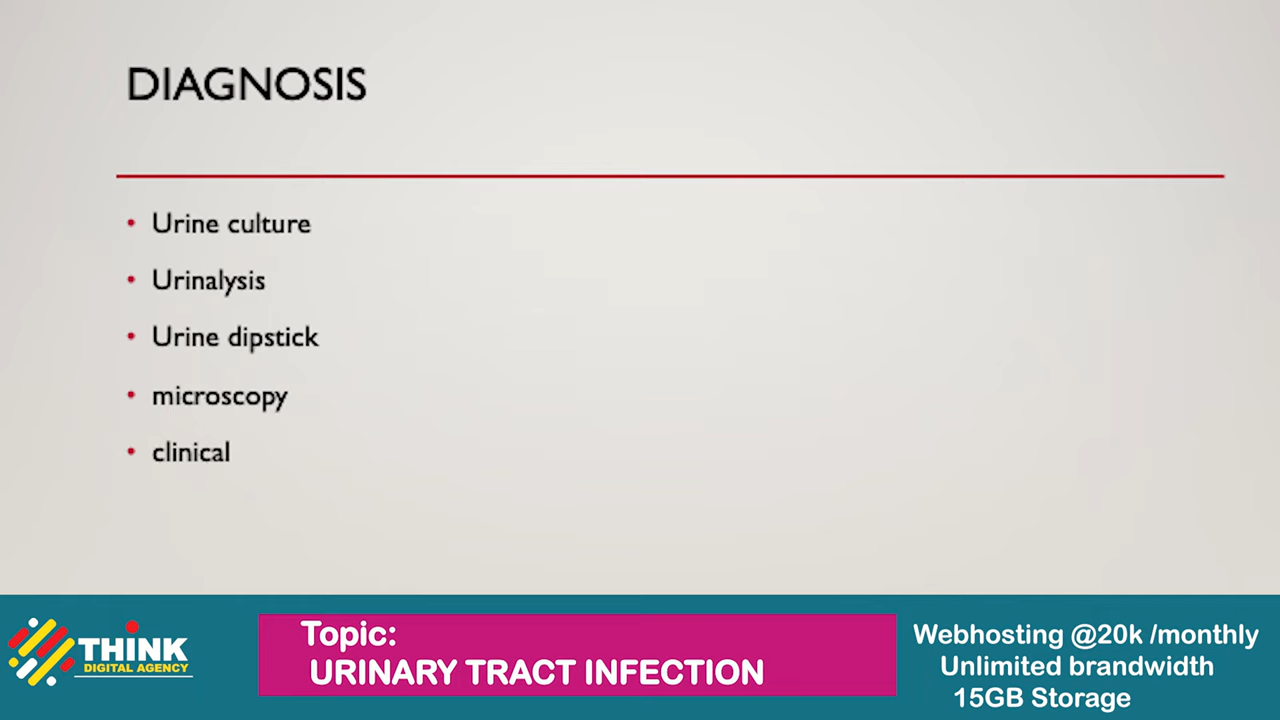 DIAGNOSIS
• Urine culture
• Urinalysis
• Urine dipstick
• microscopy
• clinical
THINK
DIGITAL AGENCY
Topic:
URINARY TRACT INFECTION
Webhosting @20k /monthly
Unlimited brandwidth
15GB Storage